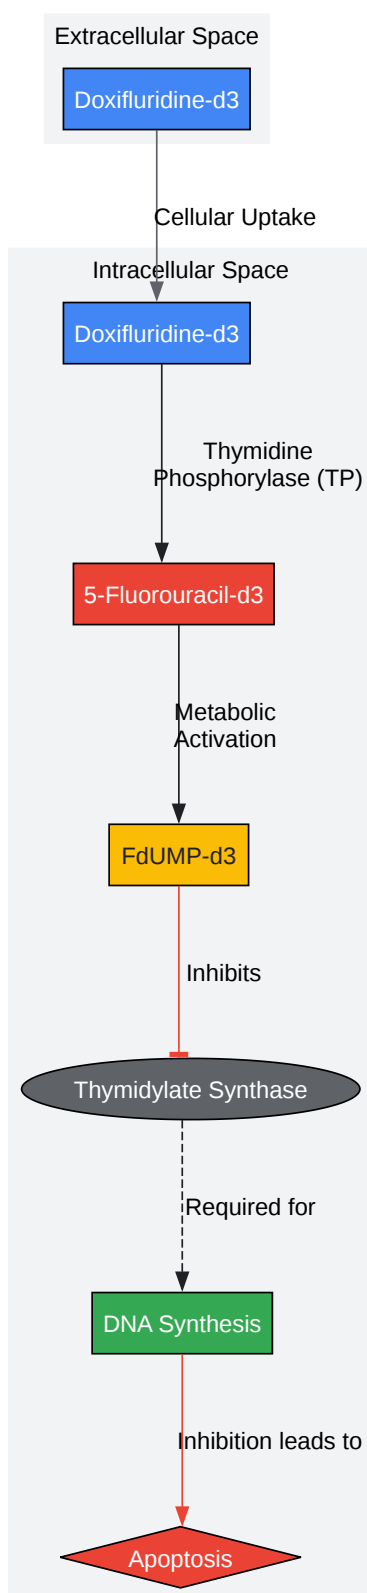 Extracellular Space
Doxifluridine-d3
Cellular Uptake
Intracellular Space
Doxifluridine-d3
Thymidine
Phosphorylase (TP)
5-Fluorouracil-d3
Metabolic
Activation
FdUMP-d3
Inhibits
Thymidylate Synthase
Required for
DNA Synthesis
Inhibition leads to
Apoptosis